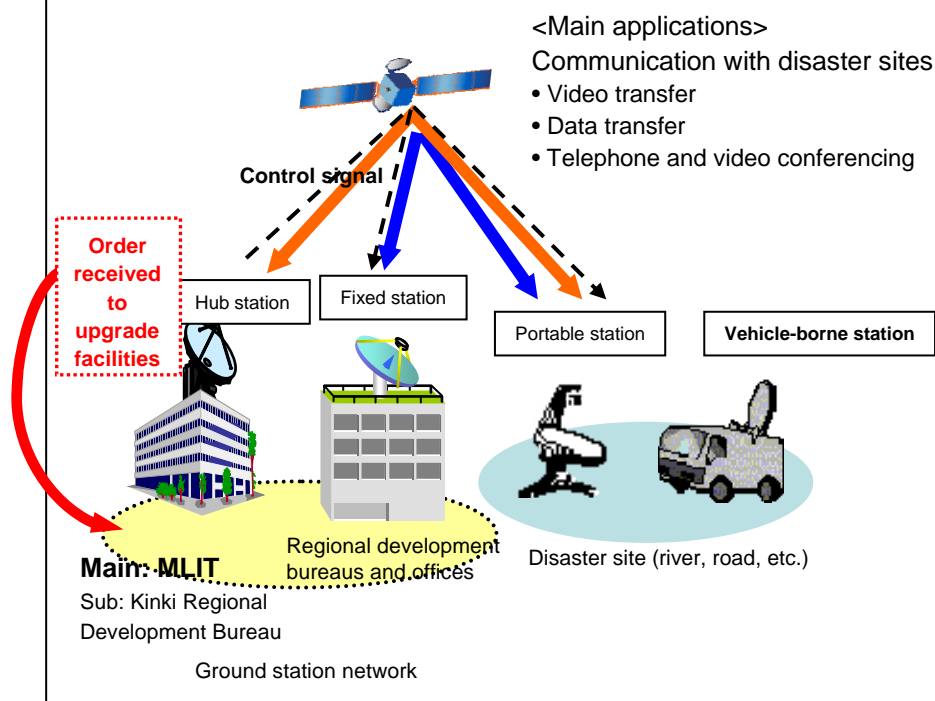 <Main applications>
Communication with disaster sites
• Video transfer
• Data transfer
• Telephone and video conferencing
Control signal
Order
received
to
upgrade
facilities
Hub station
Fixed station
Portable station
Vehicle-borne station
Regional development
bureaus and offices
Disaster site (river, road, etc.)
Main: MLIT
Sub: Kinki Regional
Development Bureau
Ground station network